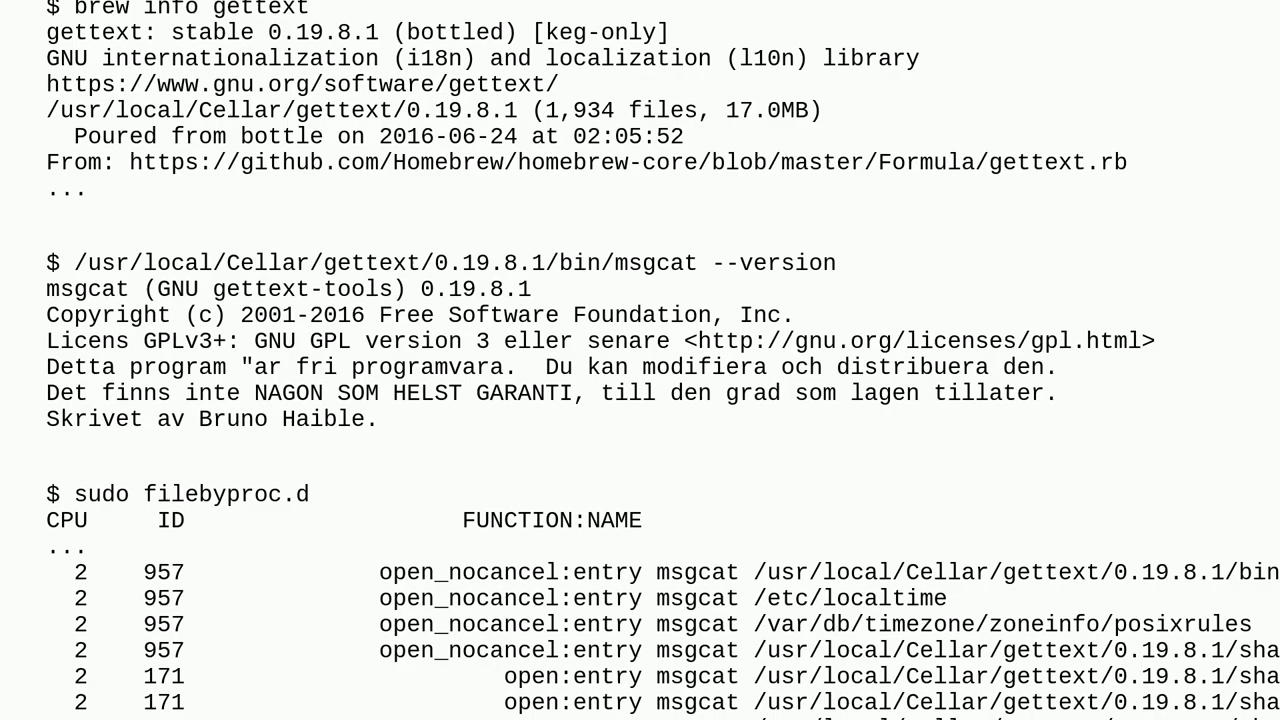 $ brew info gettext
gettext: stable 0.19.8.1 (bottled) [keg-only]
GNU internationalization (i18n) and localization (l10n) library
https://www.gnu.org/software/gettext/
/usr/local/Cellar/gettext/0.19.8.1 (1,934 files, 17.0MB)
  Poured from bottle on 2016-06-24 at 02:05:52
From: https://github.com/Homebrew/homebrew-core/blob/master/Formula/gettext.rb
...
$ /usr/local/Cellar/gettext/0.19.8.1/bin/msgcat --version
msgcat (GNU gettext-tools) 0.19.8.1
Copyright (c) 2001-2016 Free Software Foundation, Inc.
Licens GPLv3+: GNU GPL version 3 eller senare <http://gnu.org/licenses/gpl.html>
Detta program "ar fri programvara.  Du kan modifiera och distribuera den.
Det finns inte NAGON SOM HELST GARANTI, till den grad som lagen tillater.
Skrivet av Bruno Haible.
$ sudo filebyproc.d
CPU     ID                    FUNCTION:NAME
...
  2    957              open_nocancel:entry msgcat /usr/local/Cellar/gettext/0.19.8.1/bin
  2    957              open_nocancel:entry msgcat /etc/localtime
  2    957              open_nocancel:entry msgcat /var/db/timezone/zoneinfo/posixrules
  2    957              open_nocancel:entry msgcat /usr/local/Cellar/gettext/0.19.8.1/sha
  2    171                       open:entry msgcat /usr/local/Cellar/gettext/0.19.8.1/sha
  2    171                       open:entry msgcat /usr/local/Cellar/gettext/0.19.8.1/sha